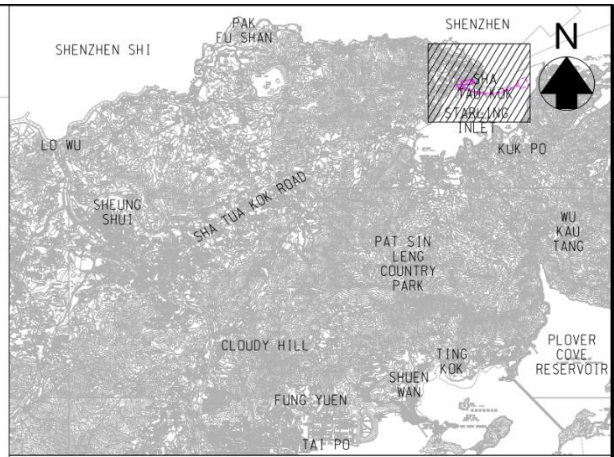 PAK
FU SHAN
SHENZHEN
SHENZHEN SHI
N
SHA
TAU KOK
STARLING
INLET
LO WU
KUK PO
SHEUNG
SHUI
SHA TUA KOK ROAD
WU
KAU
TANG
PAT SIN
LENG
COUNTRY
PARK
CLOUDY HILL
PLOVER
COVE
RESERVOIR
TING
KOK
SHUEN
WAN
FUNG YUEN
TAI PO